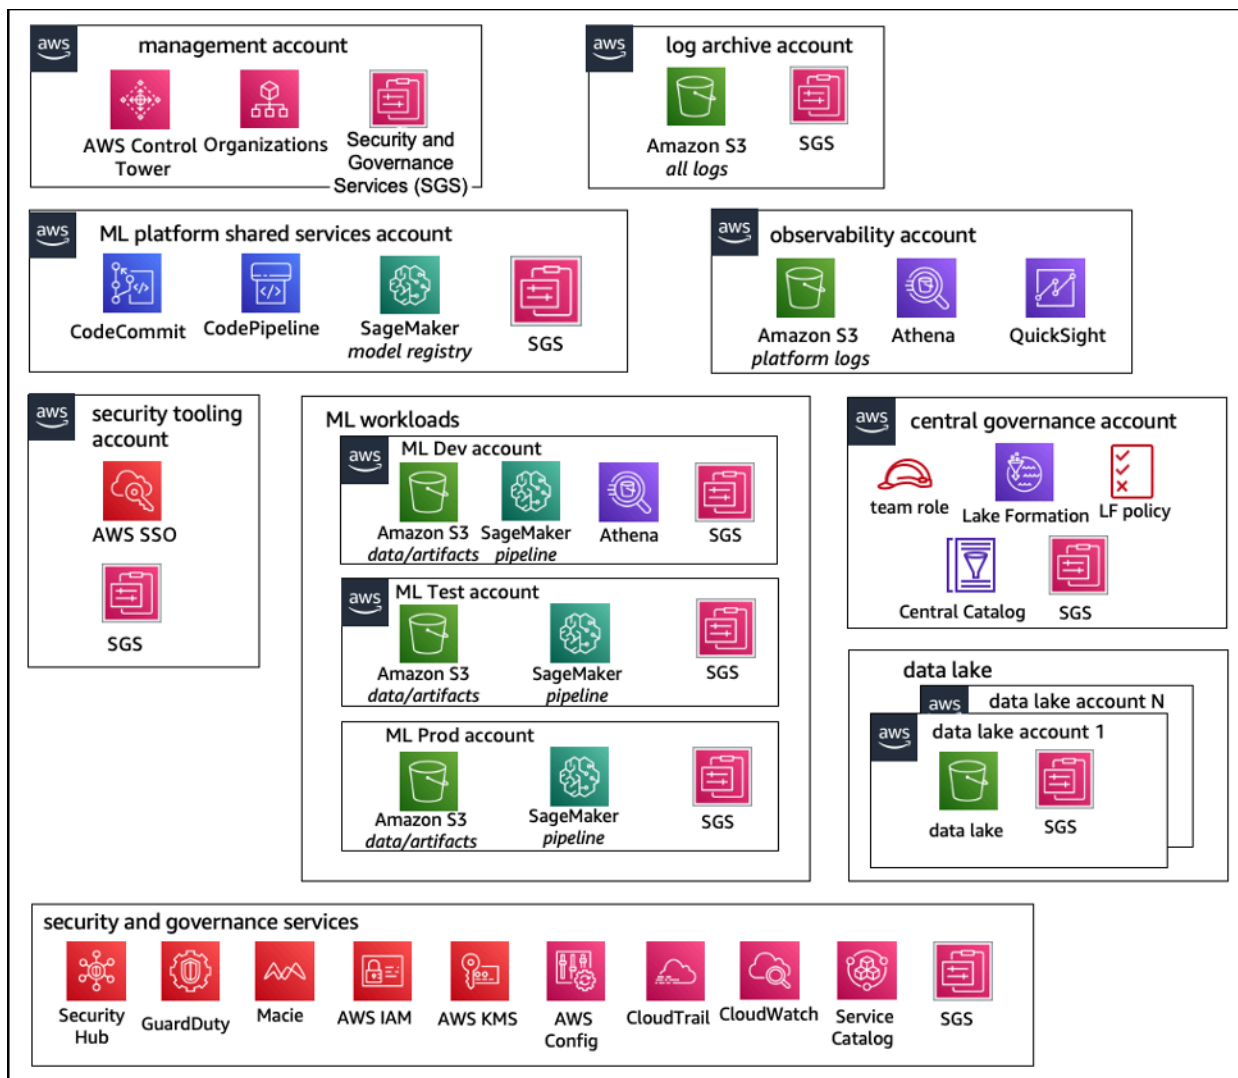 aws
management account
AWS Control
Tower
Organizations
Security and
Governance
Services (SGS)
aws
log archive account
Amazon S3
all logs
SGS
aws
ML platform shared services account
CodeCommit
CodePipeline
SageMaker
model registry
SGS
aws
observability account
Amazon S3
platform logs
Athena
QuickSight
aws
security tooling
account
AWS SSO
SGS
ML workloads
aws
ML Dev account
Amazon S3
data/artifacts
SageMaker
pipeline
Athena
SGS
aws
ML Test account
Amazon S3
data/artifacts
SageMaker
pipeline
SGS
ML Prod account
Amazon S3
data/artifacts
SageMaker
pipeline
SGS
aws
central governance account
team role
Lake Formation
LF policy
Central Catalog
SGS
data lake
aws
data lake account N
aws
data lake account 1
data lake
SGS
security and governance services
Security
Hub
GuardDuty
Macie
AWS IAM
AWS KMS
AWS
Config
CloudTrail
CloudWatch
Service
Catalog
SGS